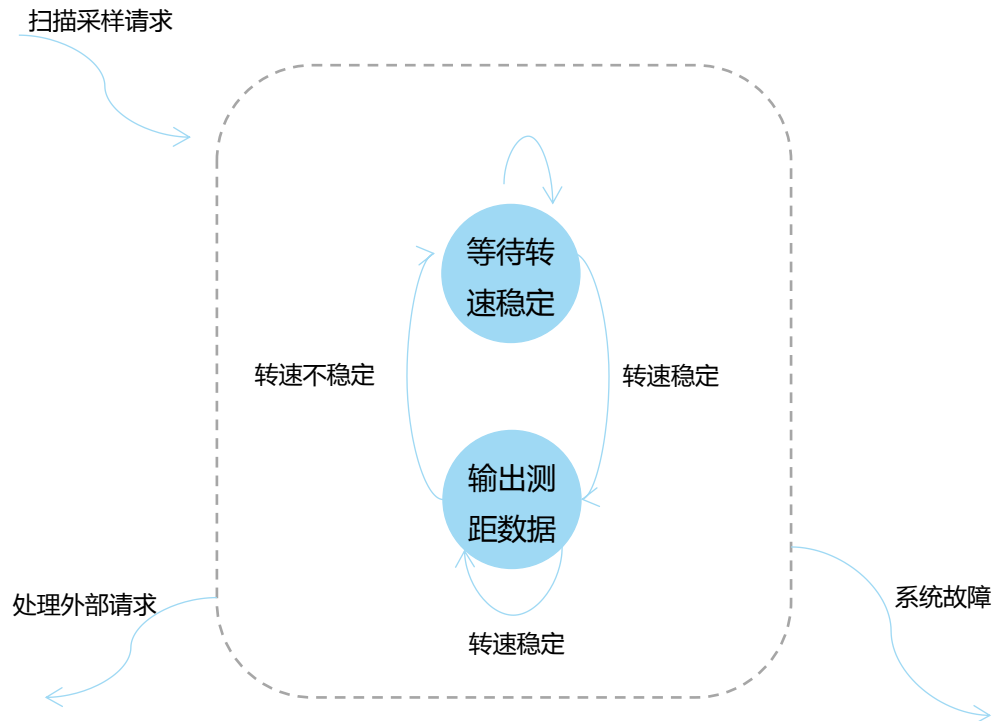 扫描采样请求
等待转
速稳定
转速不稳定
转速稳定
输出测
距数据
处理外部请求
系统故障
转速稳定